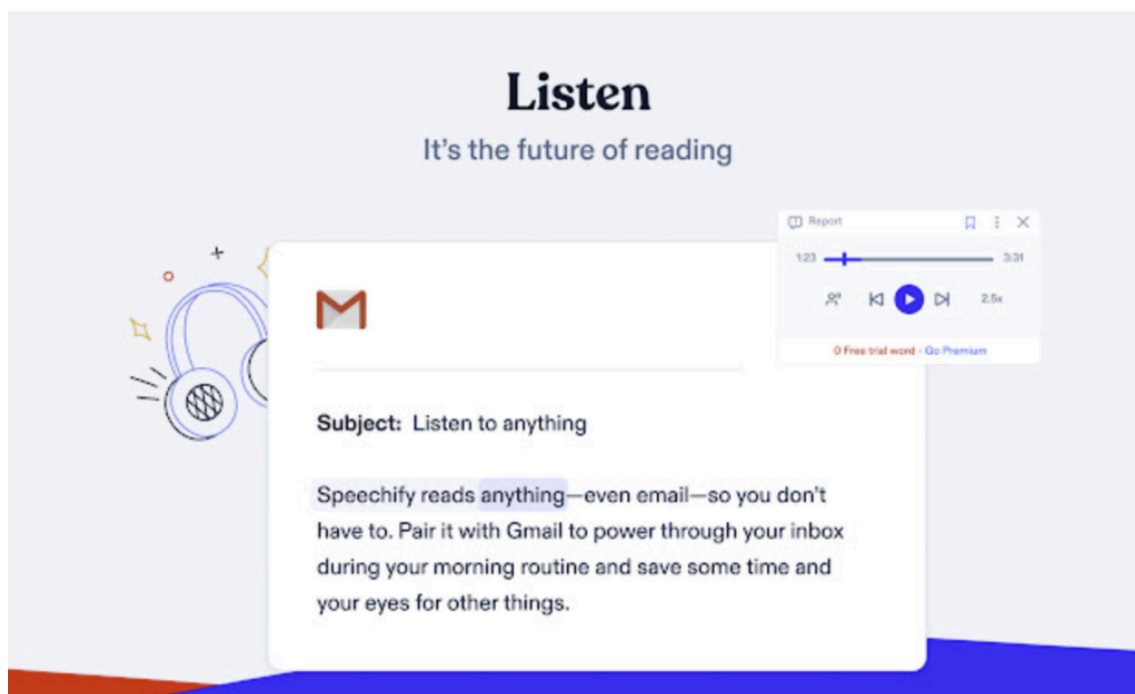 Listen
It's the future of reading
Report
1:23 3:31
2.5x
0 Free trial word - Go Premium
Subject: Listen to anything
Speechify reads anything—even email—so you don't
have to. Pair it with Gmail to power through your inbox
during your morning routine and save some time and
your eyes for other things.